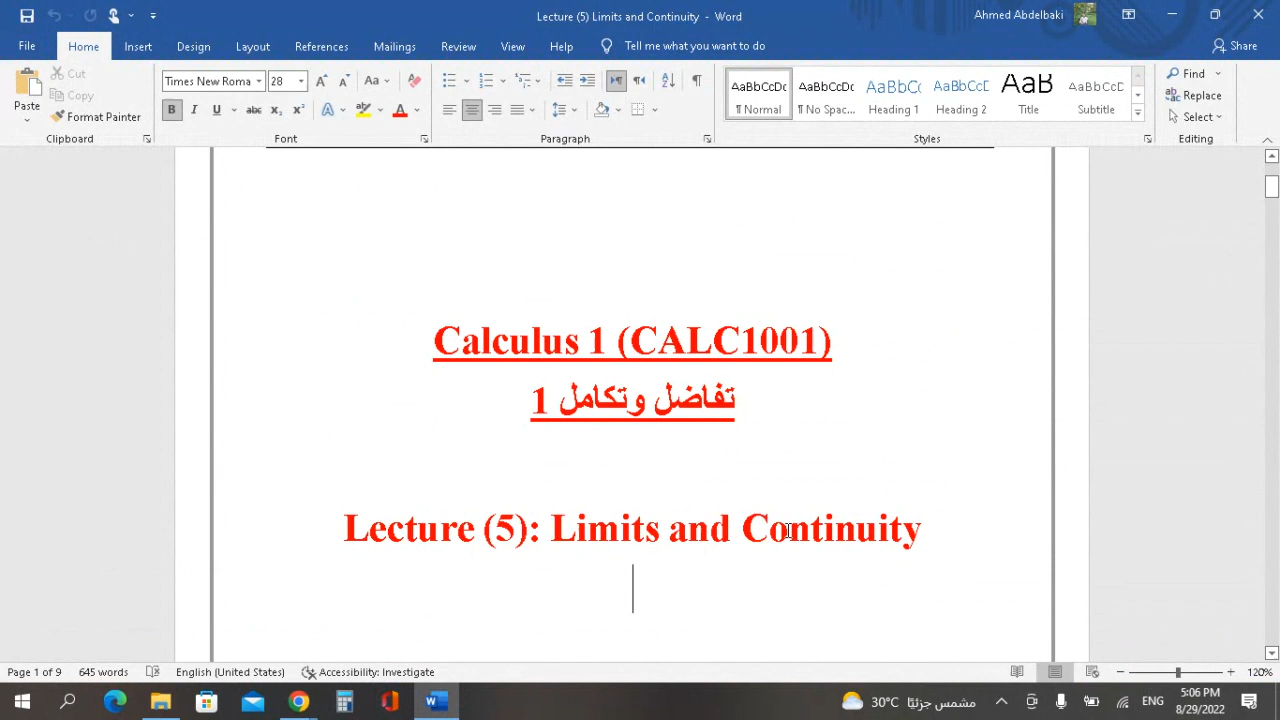 Lecture (5) Limits and Continuity - Word
Ahmed Abdelbaki
File Home Insert Design Layout References Mailings Review View Help Tell me what you want to do Share
Paste
Cut
Copy
Format Painter
Clipboard
Times New Roma 28
Font
Paragraph
AaBbCcDc AaBbCcDc AaBbCc AaBbCcD AaB AaBbCcD
¶ Normal ¶ No Spac... Heading 1 Heading 2 Title Subtitle
Styles
Find
Replace
Select
Editing
Calculus 1 (CALC1001)
تفاضل وتكامل 1
Lecture (5): Limits and Continuity
Page 1 of 9 645 words English (United States) Accessibility: Investigate 120%
30°C مشمس جزئيًا ENG 5:06 PM
8/29/2022